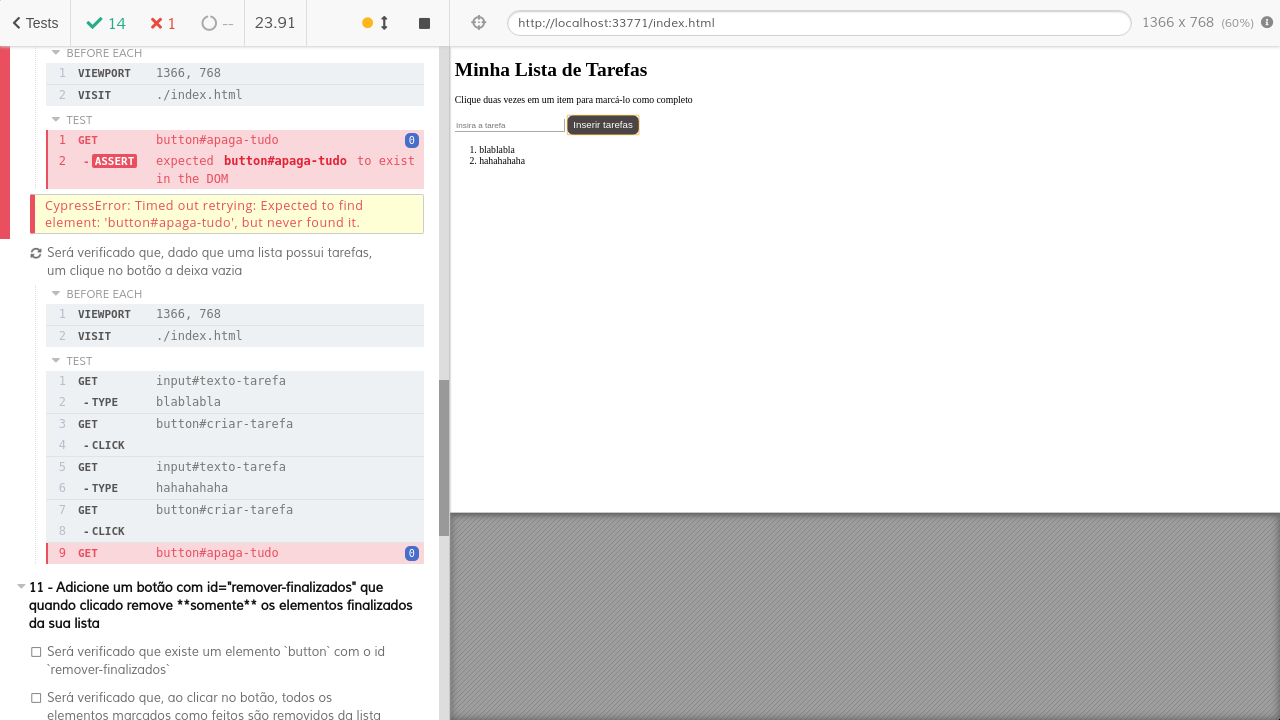 Tests
14
1
--
23.91
http://localhost:33771/index.html
1366 x 768 (60%)
BEFORE EACH
1 VIEWPORT 1366, 768
2 VISIT ./index.html
TEST
1 GET button#apaga-tudo 0
2 - ASSERT expected button#apaga-tudo to exist
in the DOM
CypressError: Timed out retrying: Expected to find
element: 'button#apaga-tudo', but never found it.
Será verificado que, dado que uma lista possui tarefas,
um clique no botão a deixa vazia
BEFORE EACH
1 VIEWPORT 1366, 768
2 VISIT ./index.html
TEST
1 GET input#texto-tarefa
2 - TYPE blablabla
3 GET button#criar-tarefa
4 - CLICK
5 GET input#texto-tarefa
6 - TYPE hahahahaha
7 GET button#criar-tarefa
8 - CLICK
9 GET button#apaga-tudo 0
11 - Adicione um botão com id="remover-finalizados" que
quando clicado remove **somente** os elementos finalizados
da sua lista
Será verificado que existe um elemento `button` com o id
`remover-finalizados`
Será verificado que, ao clicar no botão, todos os
elementos marcados como feitos são removidos da lista
Minha Lista de Tarefas
Clique duas vezes em um item para marcá-lo como completo
Insira a tarefa
Inserir tarefas
1. blablabla
2. hahahahaha